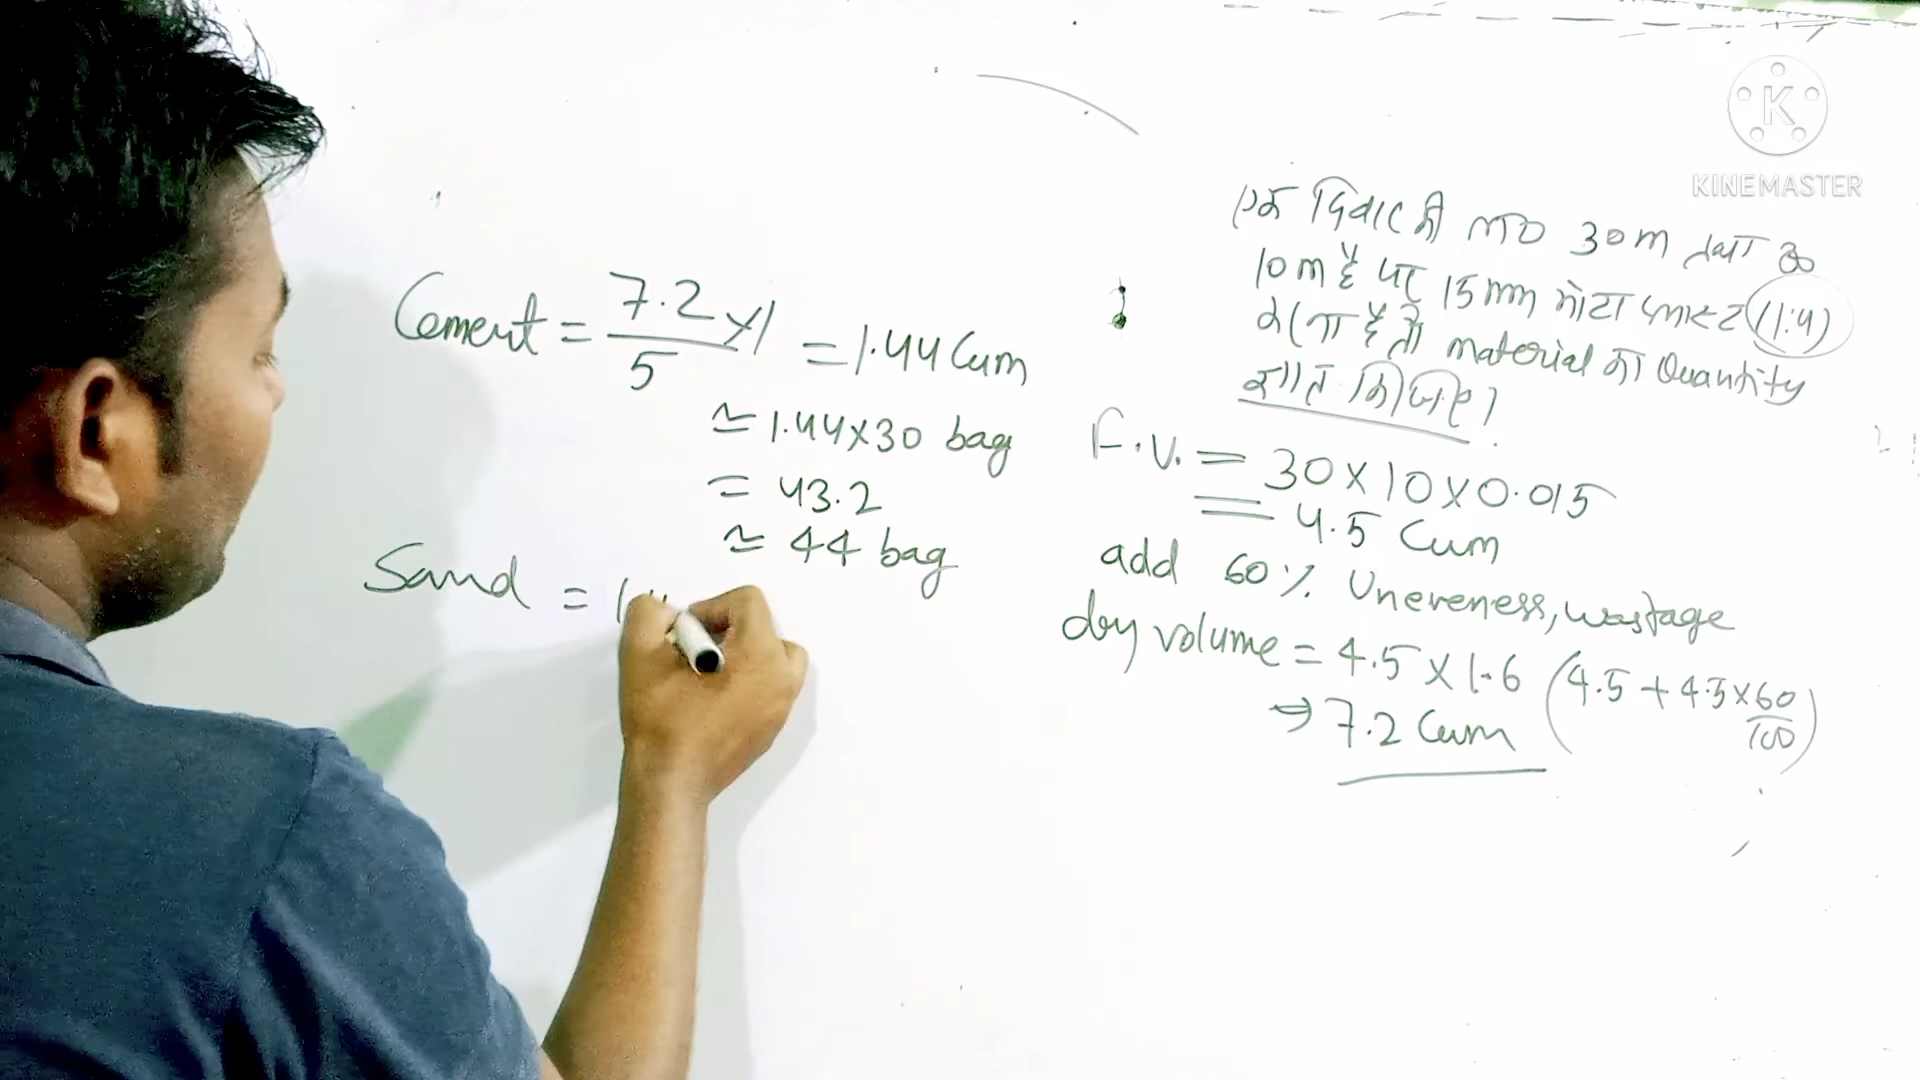 Cement = 7.2 x 1 / 5 = 1.44 Cum
≃ 1.44 x 30 bag
= 43.2
≃ 44 bag
Sand =
एक दिवार की ल0 30m तथा ऊ0
10m है पर 15mm मोटा प्लास्टर (1:4)
करना है तो material का Quantity
ज्ञात किजिए?
F.V. = 30 x 10 x 0.015
= 4.5 Cum
add 60% Uneveness, wastage
dry volume = 4.5 x 1.6 (4.5 + 4.5 x 60/100)
⇒ 7.2 Cum
K
KINEMASTER